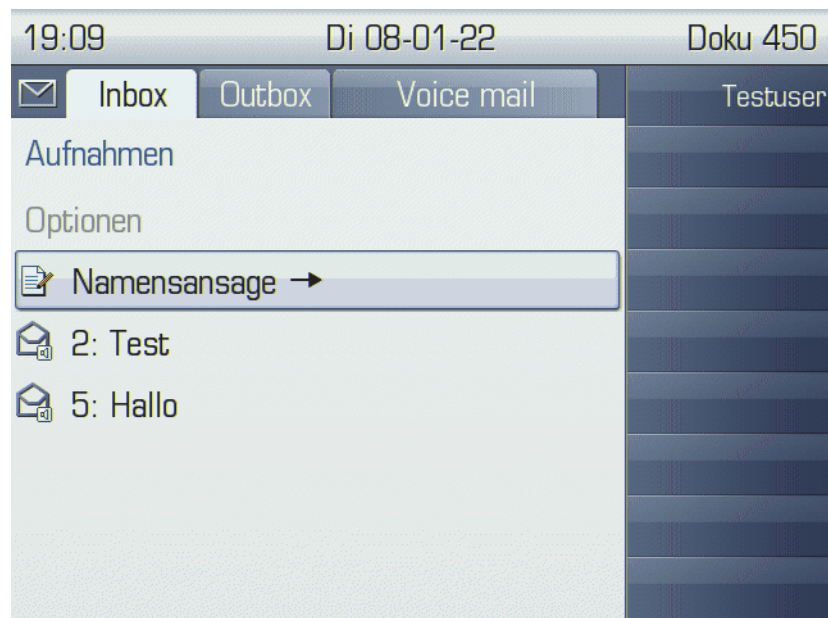 19:09 Di 08-01-22 Doku 450
Inbox Outbox Voice mail Testuser
Aufnahmen
Optionen
Namensansage →
2: Test
5: Hallo